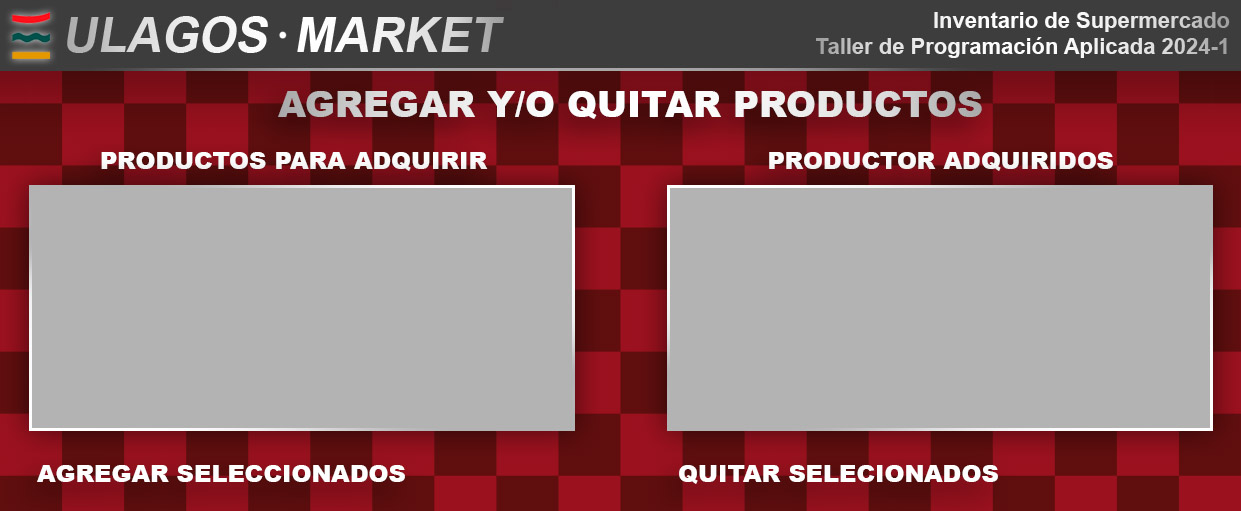 ULAGOS · MARKET
Inventario de Supermercado
Taller de Programación Aplicada 2024-1
AGREGAR Y/O QUITAR PRODUCTOS
PRODUCTOS PARA ADQUIRIR
PRODUCTOR ADQUIRIDOS
AGREGAR SELECCIONADOS
QUITAR SELECIONADOS